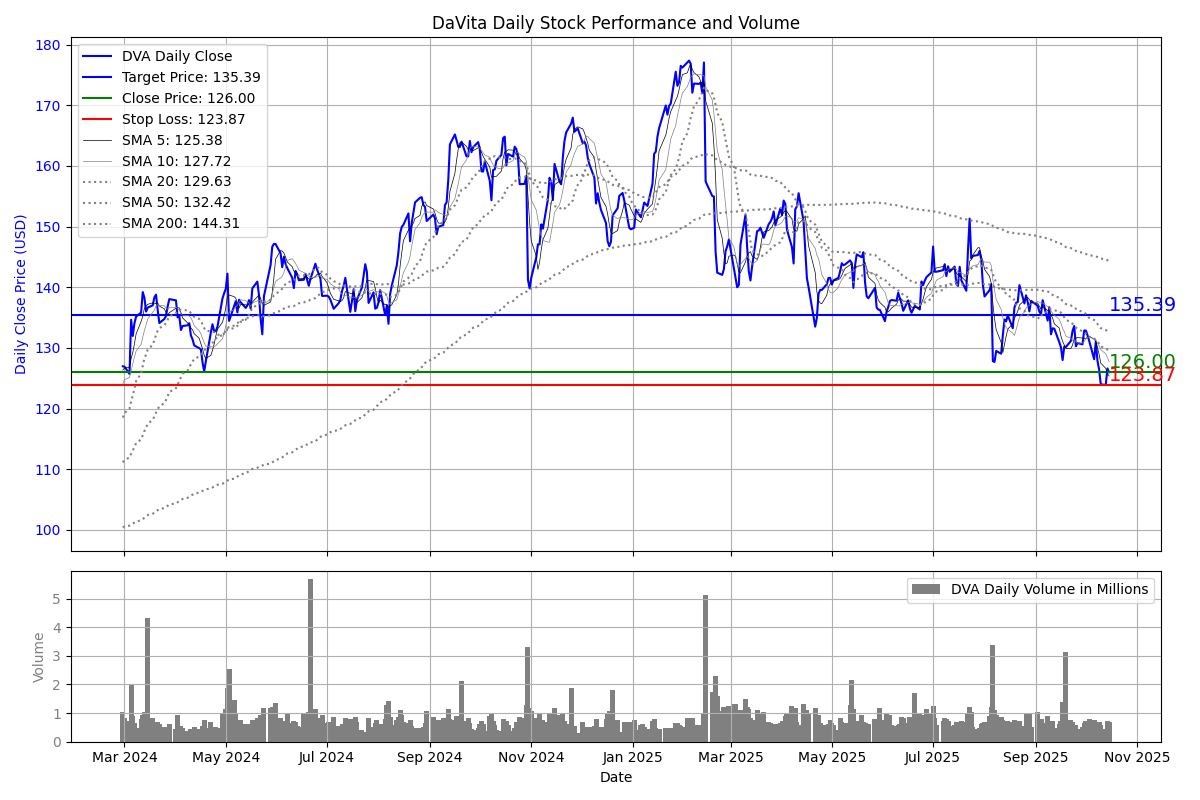 DaVita Daily Stock Performance and Volume
DVA Daily Close
Target Price: 135.39
Close Price: 126.00
Stop Loss: 123.87
SMA 5: 125.38
SMA 10: 127.72
SMA 20: 129.63
SMA 50: 132.42
SMA 200: 144.31
Daily Close Price (USD)
180
170
160
150
140
130
120
110
100
135.39
126.00
123.87
DVA Daily Volume in Millions
Volume
5
4
3
2
1
0
Mar 2024 May 2024 Jul 2024 Sep 2024 Nov 2024 Jan 2025 Mar 2025 May 2025 Jul 2025 Sep 2025 Nov 2025
Date